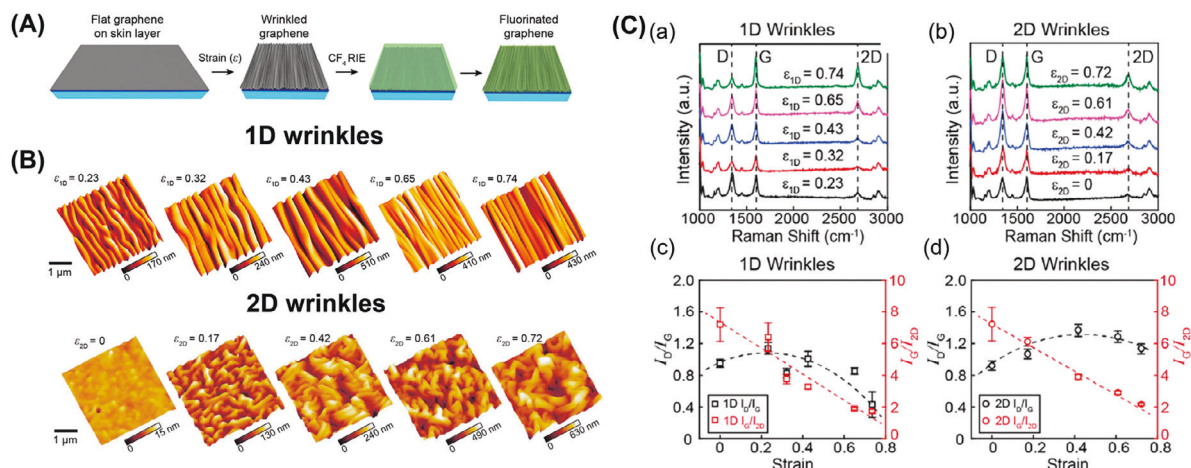 (A)
Flat graphene
on skin layer
Strain (ε)
Wrinkled
graphene
CF₄ RIE
Fluorinated
graphene
1D wrinkles
(B)
ε1D = 0.23
ε1D = 0.32
ε1D = 0.43
ε1D = 0.65
ε1D = 0.74
1 µm
0 170 nm
0 240 nm
0 510 nm
0 410 nm
0 430 nm
2D wrinkles
ε2D = 0
ε2D = 0.17
ε2D = 0.42
ε2D = 0.61
ε2D = 0.72
1 µm
0 15 nm
0 130 nm
0 240 nm
0 490 nm
0 630 nm
(C)
(a)
1D Wrinkles
D G 2D
ε1D = 0.74
ε1D = 0.65
ε1D = 0.43
ε1D = 0.32
ε1D = 0.23
Intensity (a.u.)
1000 1500 2000 2500 3000
Raman Shift (cm⁻¹)
(b)
2D Wrinkles
D G 2D
ε2D = 0.72
ε2D = 0.61
ε2D = 0.42
ε2D = 0.17
ε2D = 0
Intensity (a.u.)
1000 1500 2000 2500 3000
Raman Shift (cm⁻¹)
(c)
1D Wrinkles
2.0
1.6
1.2
0.8
0.4
ID/IG
10
8
6
4
2
0
IG/I2D
1D ID/IG
1D IG/I2D
0.0 0.2 0.4 0.6 0.8
Strain
(d)
2D Wrinkles
2.0
1.6
1.2
0.8
0.4
ID/IG
10
8
6
4
2
0
IG/I2D
2D ID/IG
2D IG/I2D
0.0 0.2 0.4 0.6 0.8
Strain